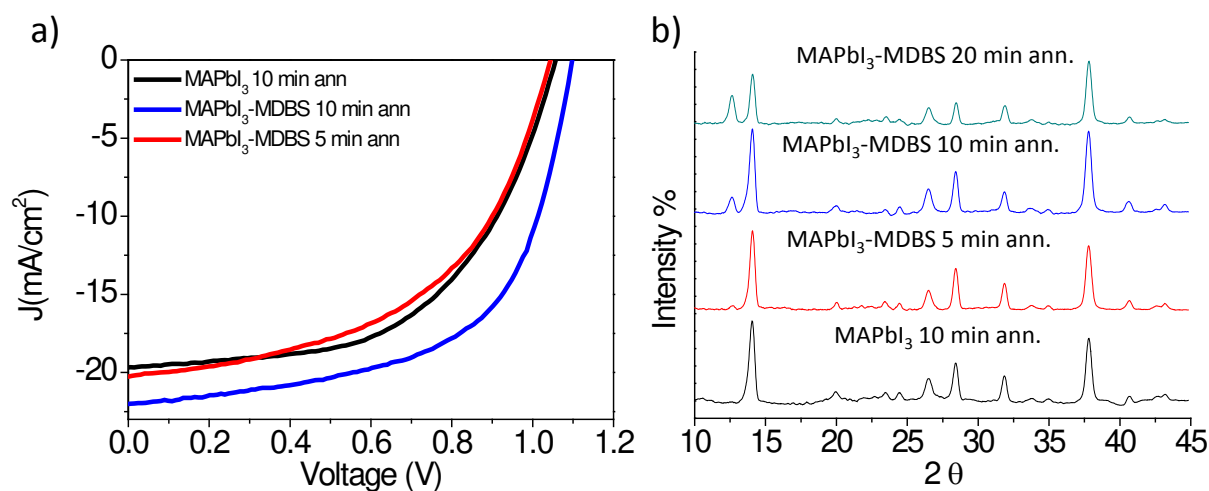 a)
0
-5
-10
-15
-20
J(mA/cm²)
MAPbI₃ 10 min ann
MAPbI₃-MDBS 10 min ann
MAPbI₃-MDBS 5 min ann
0.0 0.2 0.4 0.6 0.8 1.0 1.2
Voltage (V)
b)
Intensity %
MAPbI₃-MDBS 20 min ann.
MAPbI₃-MDBS 10 min ann.
MAPbI₃-MDBS 5 min ann.
MAPbI₃ 10 min ann.
10 15 20 25 30 35 40 45
2 θ